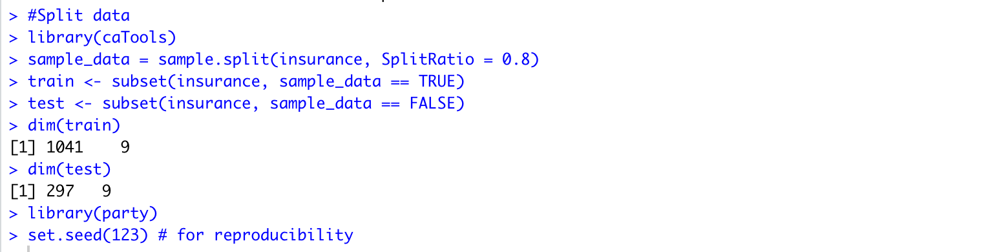 > #Split data
> library(caTools)
> sample_data = sample.split(insurance, SplitRatio = 0.8)
> train <- subset(insurance, sample_data == TRUE)
> test <- subset(insurance, sample_data == FALSE)
> dim(train)
[1] 1041    9
> dim(test)
[1] 297   9
> library(party)
> set.seed(123) # for reproducibility